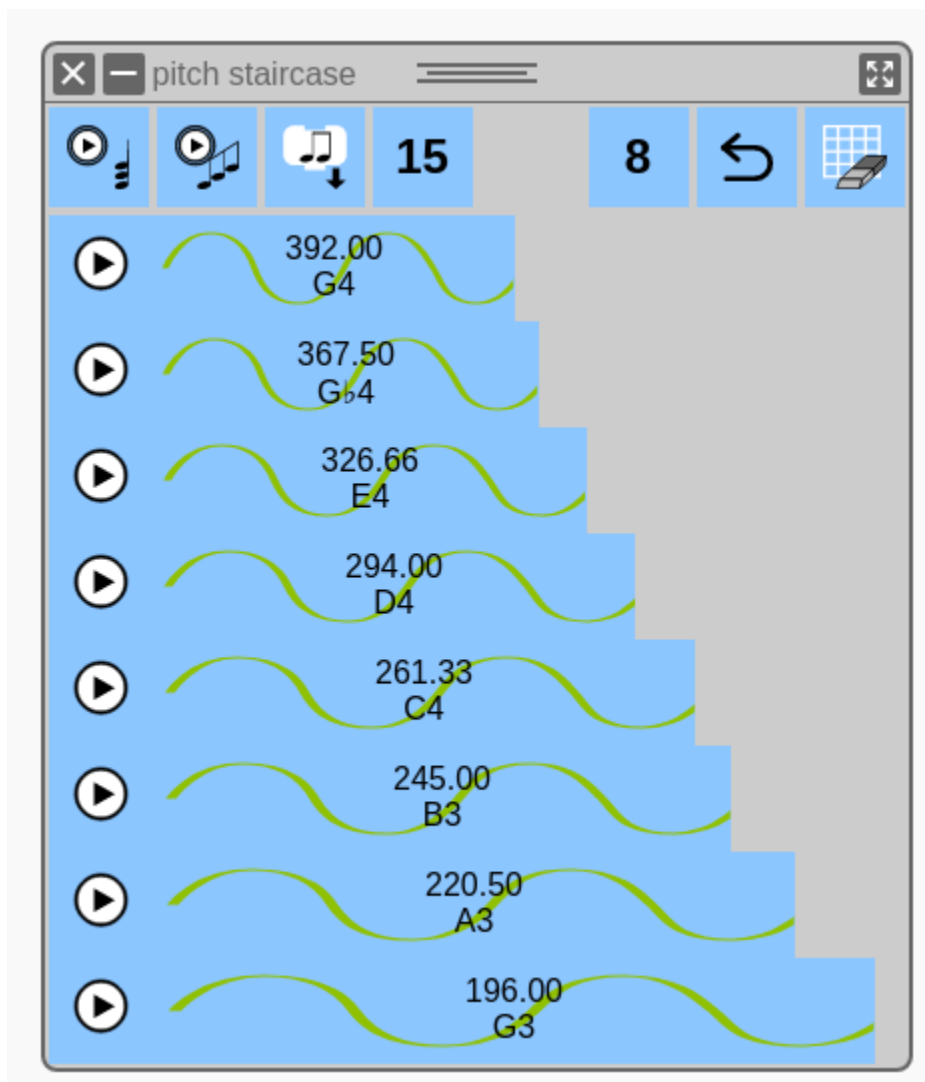 pitch staircase
15
8
392.00
G4
367.50
G♭4
326.66
E4
294.00
D4
261.33
C4
245.00
B3
220.50
A3
196.00
G3